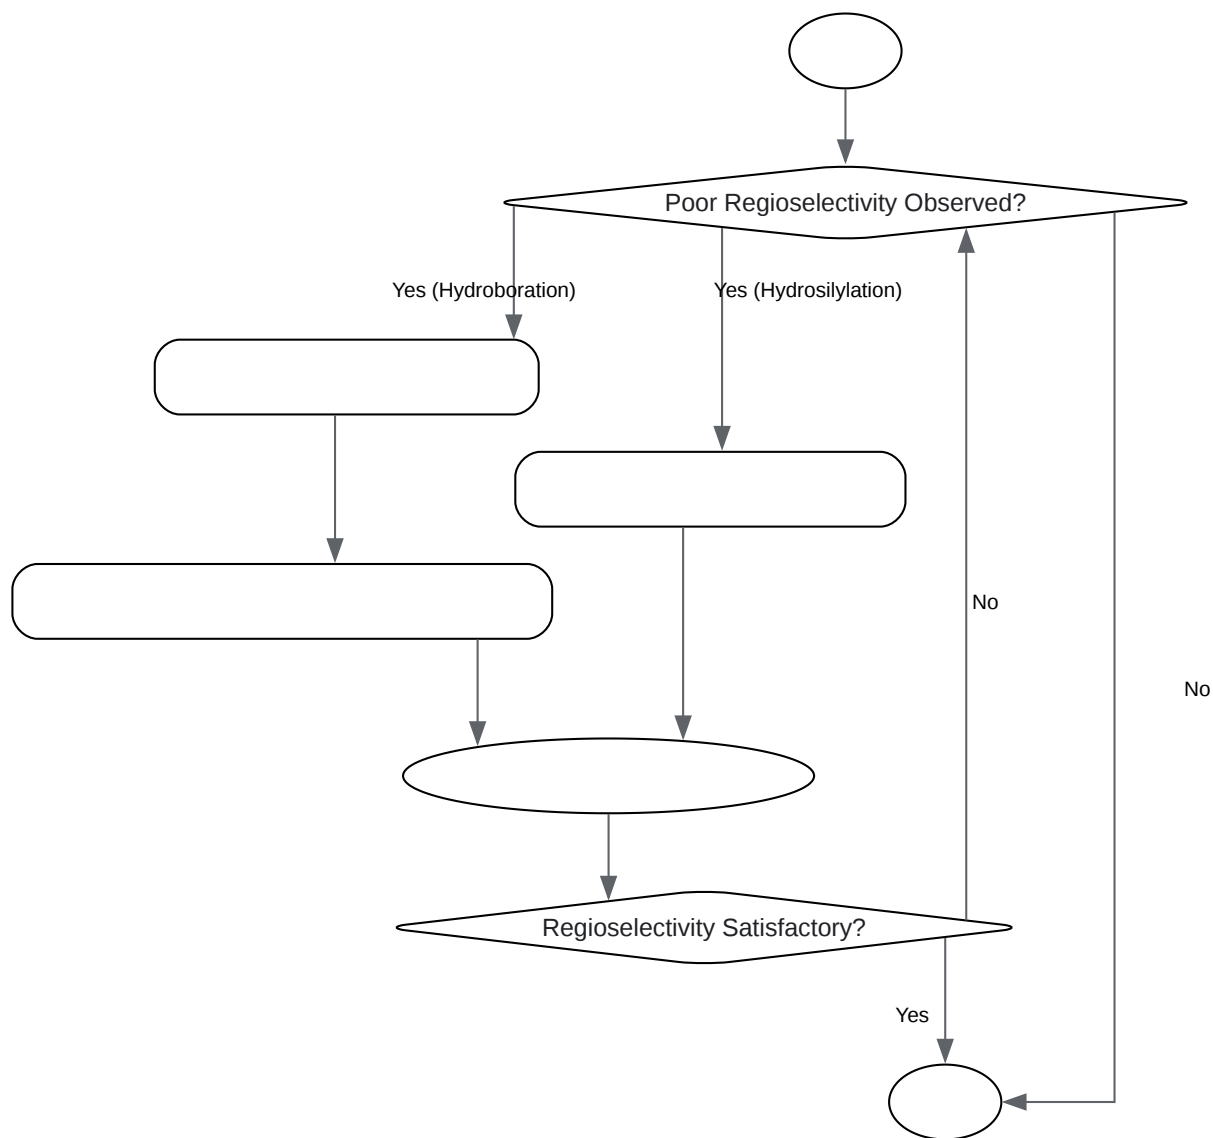 Poor Regioselectivity Observed?
Yes (Hydroboration)
Yes (Hydrosilylation)
No
No
Regioselectivity Satisfactory?
Yes